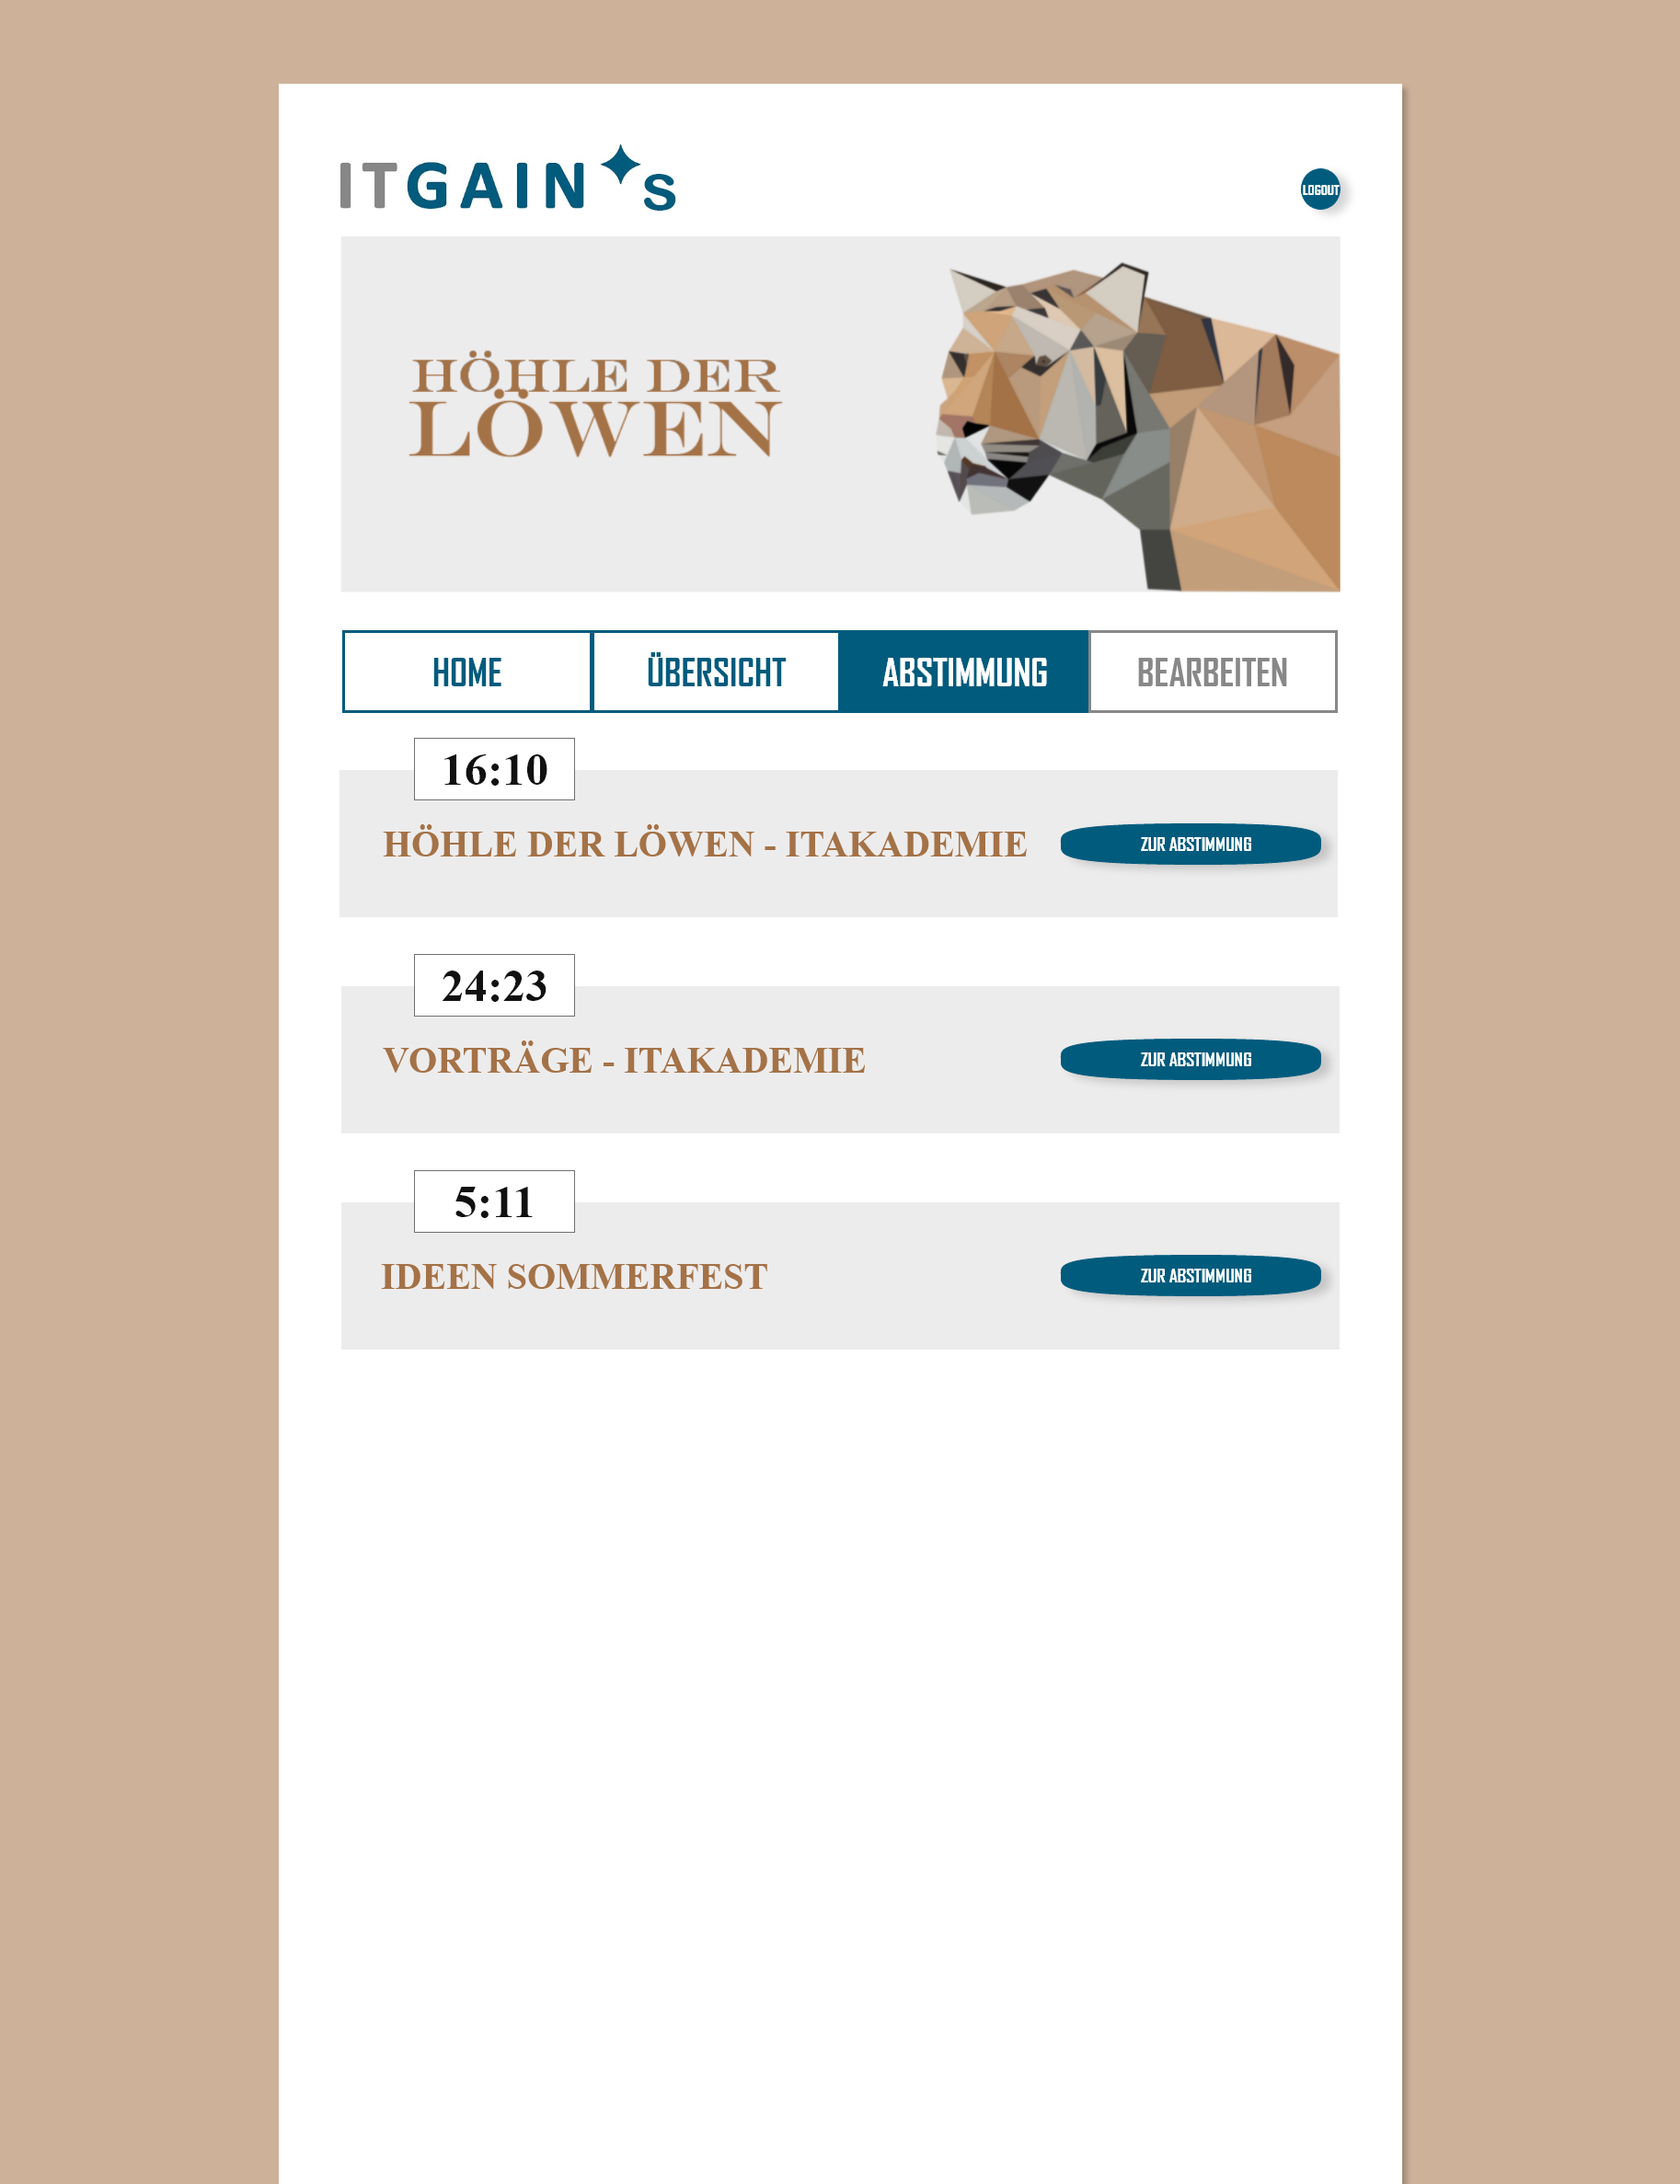 ITGAIN's
LOGOUT
HÖHLE DER
LÖWEN
HOME
ÜBERSICHT
ABSTIMMUNG
BEARBEITEN
16:10
HÖHLE DER LÖWEN - ITAKADEMIE
ZUR ABSTIMMUNG
24:23
VORTRÄGE - ITAKADEMIE
ZUR ABSTIMMUNG
5:11
IDEEN SOMMERFEST
ZUR ABSTIMMUNG